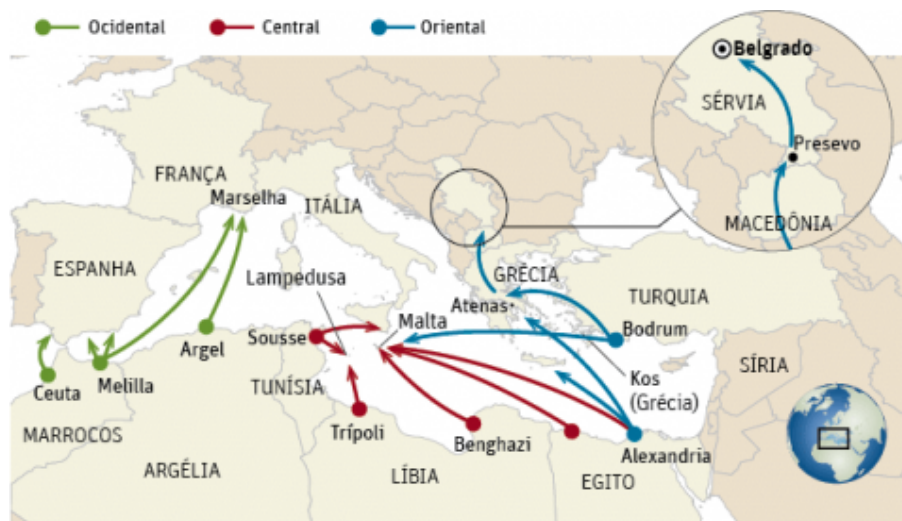 Ocidental
Central
Oriental
Belgrado
SÉRVIA
Presevo
MACEDÔNIA
FRANÇA
Marselha
ITÁLIA
ESPANHA
Lampedusa
GRÉCIA
TURQUIA
Atenas
Malta
Bodrum
Argel
Sousse
SÍRIA
Ceuta
Melilla
TUNÍSIA
Kos
(Grécia)
MARROCOS
Trípoli
Benghazi
Alexandria
ARGÉLIA
LÍBIA
EGITO